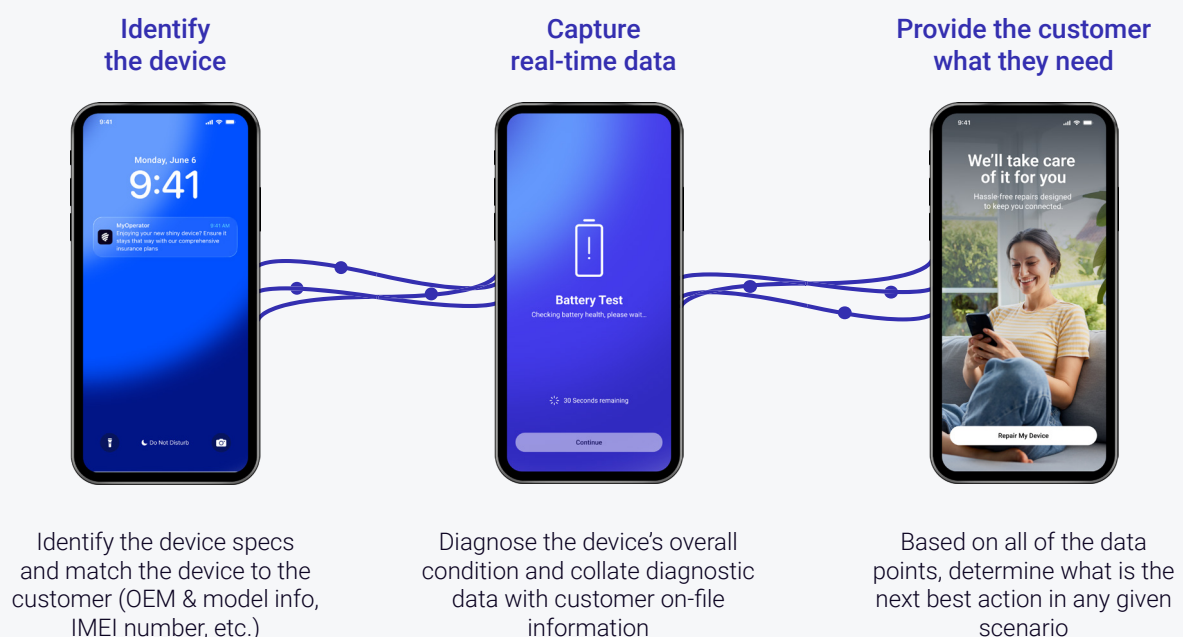 Identify
the device
Capture
real-time data
Provide the customer
what they need
9:41
Monday, June 6
9:41
MyOperator 9:41 AM
Enjoying your new shiny device? Ensure it
stays that way with our comprehensive
insurance plans
Do Not Disturb
Battery Test
Checking battery health, please wait...
30 Seconds remaining
Continue
9:41
We'll take care
of it for you
Hassle-free repairs designed
to keep you connected.
Repair My Device
Identify the device specs
and match the device to the
customer (OEM & model info,
IMEI number, etc.)
Diagnose the device's overall
condition and collate diagnostic
data with customer on-file
information
Based on all of the data
points, determine what is the
next best action in any given
scenario